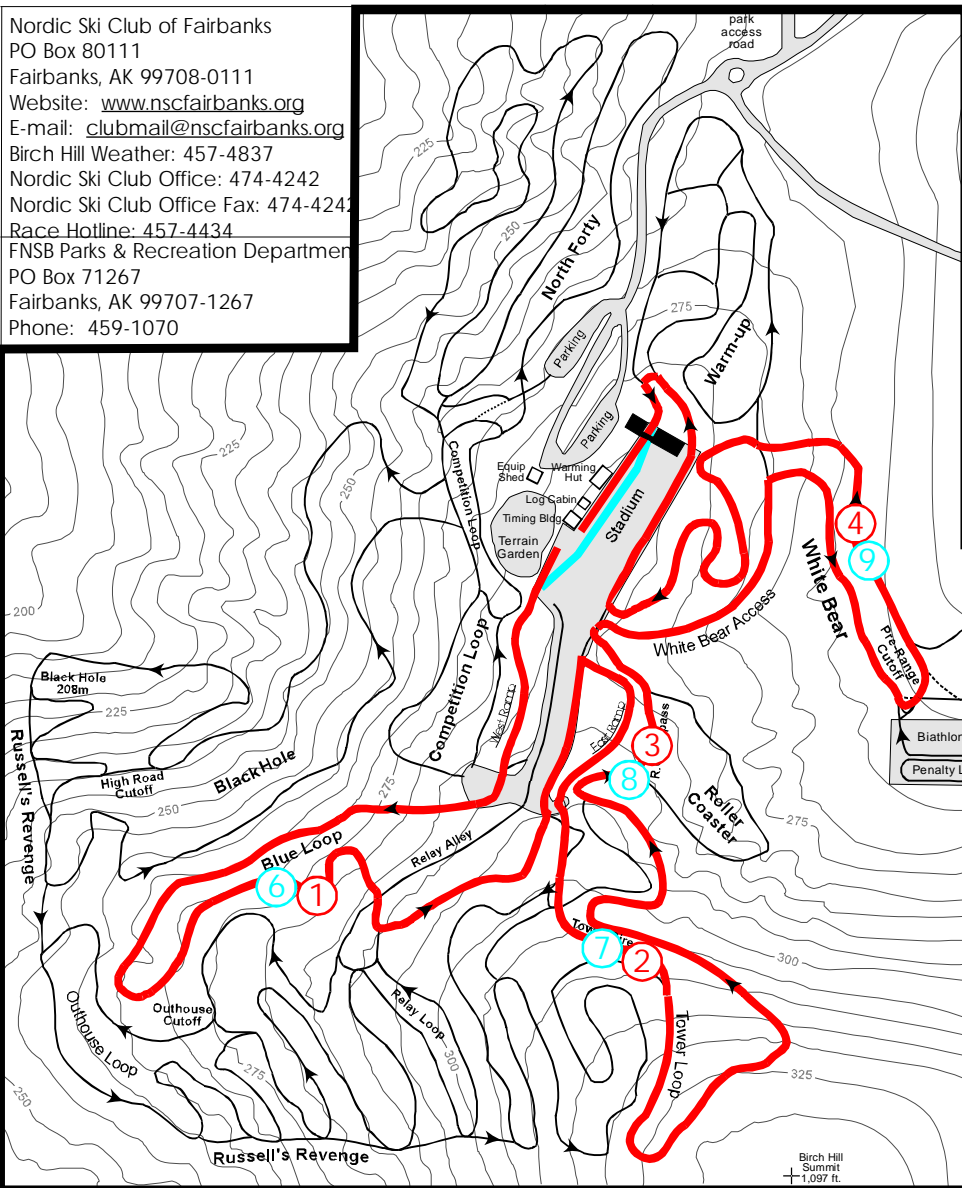 Nordic Ski Club of Fairbanks
PO Box 80111
Fairbanks, AK 99708-0111
Website: www.nscfairbanks.org
E-mail: clubmail@nscfairbanks.org
Birch Hill Weather: 457-4837
Nordic Ski Club Office: 474-4242
Nordic Ski Club Office Fax: 474-4242
Race Hotline: 457-4434
FNSB Parks & Recreation Departmen
PO Box 71267
Fairbanks, AK 99707-1267
Phone: 459-1070
park
access
road
225
250
North Forty
275
Warm-up
Parking
Parking
225
250
Competition Loop
Equip
Shed
Warming
Hut
Log Cabin
Timing Bldg
Terrain
Garden
Stadium
4
9
White Bear
White Bear Access
Pre-Range
Cutoff
200
Black Hole
208m
225
Russell's Revenge
High Road
Cutoff
250
Black Hole
Competition Loop
275
West Ramp
East Ramp
R.
pass
3
8
Roller
Coaster
275
Biathlon
Penalty L
Blue Loop
Relay Alley
6
1
7
2
300
Outhouse Loop
Outhouse
Cutoff
Relay Loop
275
300
Tower Loop
325
250
Russell's Revenge
Birch Hill
Summit
1,097 ft.